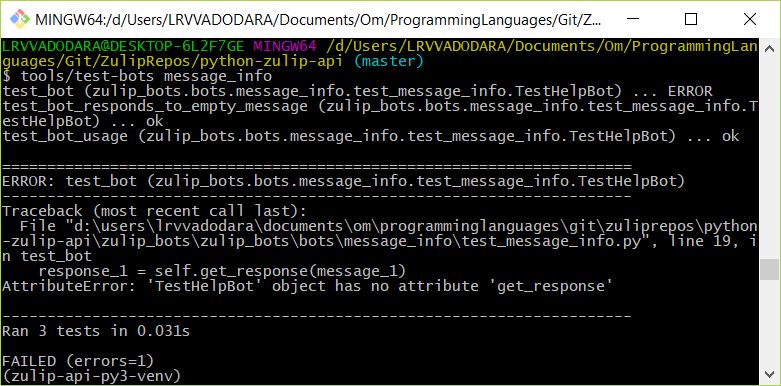 MINGW64:/d/Users/LRVVADODARA/Documents/Om/ProgrammingLanguages/Git/Z...
LRVVADODARA@DESKTOP-6L2F7GE MINGW64 /d/Users/LRVVADODARA/Documents/Om/ProgrammingLan
guages/Git/ZulipRepos/python-zulip-api (master)
$ tools/test-bots message_info
test_bot (zulip_bots.bots.message_info.test_message_info.TestHelpBot) ... ERROR
test_bot_responds_to_empty_message (zulip_bots.bots.message_info.test_message_info.T
estHelpBot) ... ok
test_bot_usage (zulip_bots.bots.message_info.test_message_info.TestHelpBot) ... ok
======================================================================
ERROR: test_bot (zulip_bots.bots.message_info.test_message_info.TestHelpBot)
----------------------------------------------------------------------
Traceback (most recent call last):
  File "d:\users\lrvvadodara\documents\om\programminglanguages\git\zuliprepos\python
-zulip-api\zulip_bots\zulip_bots\bots\message_info\test_message_info.py", line 19, i
n test_bot
    response_1 = self.get_response(message_1)
AttributeError: 'TestHelpBot' object has no attribute 'get_response'
----------------------------------------------------------------------
Ran 3 tests in 0.031s
FAILED (errors=1)
(zulip-api-py3-venv)